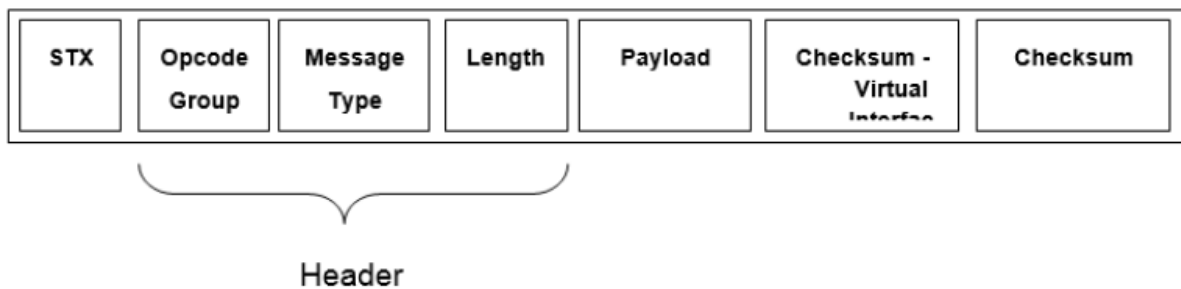 STX
Opcode
Group
Message
Type
Length
Payload
Checksum -
Virtual
Checksum
Header